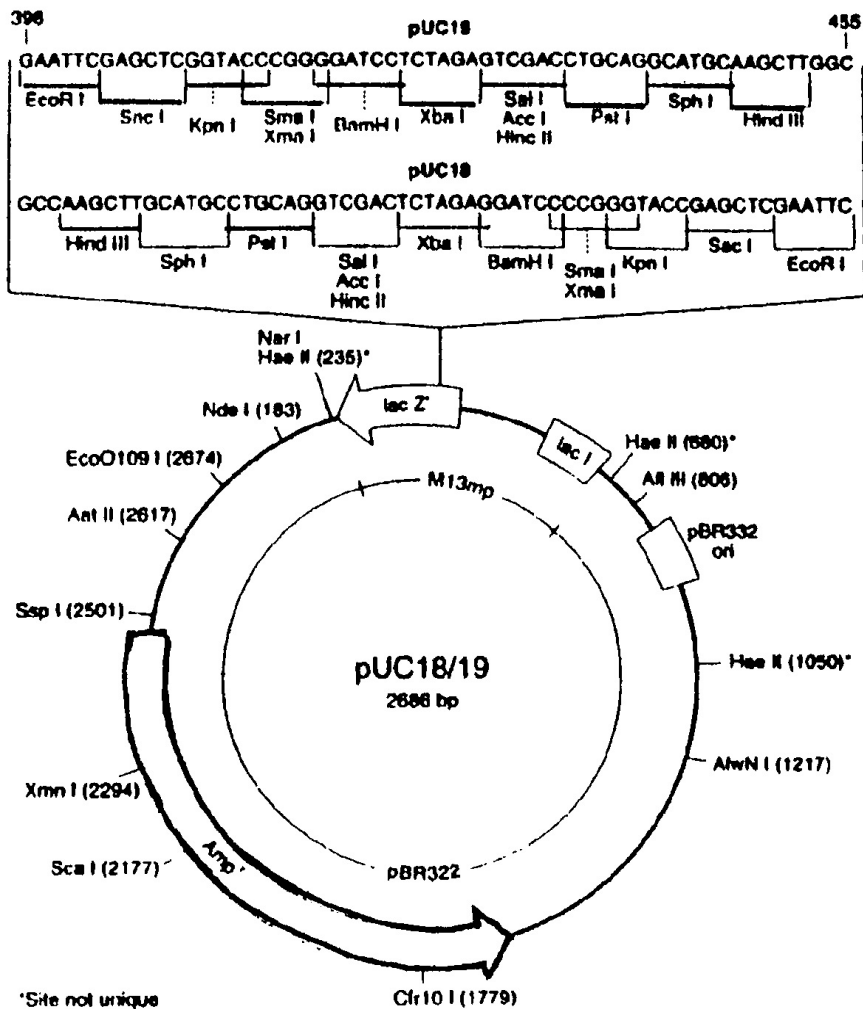 396 pUC19 455
GAATTCGAGCTCGGTACCCGGGGATCCTCTAGAGTCGACCTGCAGGCATGCAAGCTTGGC
EcoR I Snc I Kpn I Sma I BamH I Xba I Sal I Pst I Sph I Hind III
Xma I Acc I
Hinc II
pUC18
GCCAAGCTTGCATGCCTGCAGGTCGACTCTAGAGGATCCCCGGGTACCGAGCTCGAATTC
Hind III Sph I Pst I Sal I Xba I BamH I Sma I Kpn I Sac I EcoR I
Acc I Xma I
Hinc II
Nar I
Hae II (235)*
lac Z'
Nde I (183)
lac I
Hae II (680)*
EcoO109 I (2674)
M13mp
Afl III (806)
Aat II (2617)
pBR332
ori
Ssp I (2501)
pUC18/19
2686 bp
Hae II (1050)*
Xmn I (2294)
AlwN I (1217)
Sca I (2177)
Amp r
pBR322
Cfr10 I (1779)
*Site not unique